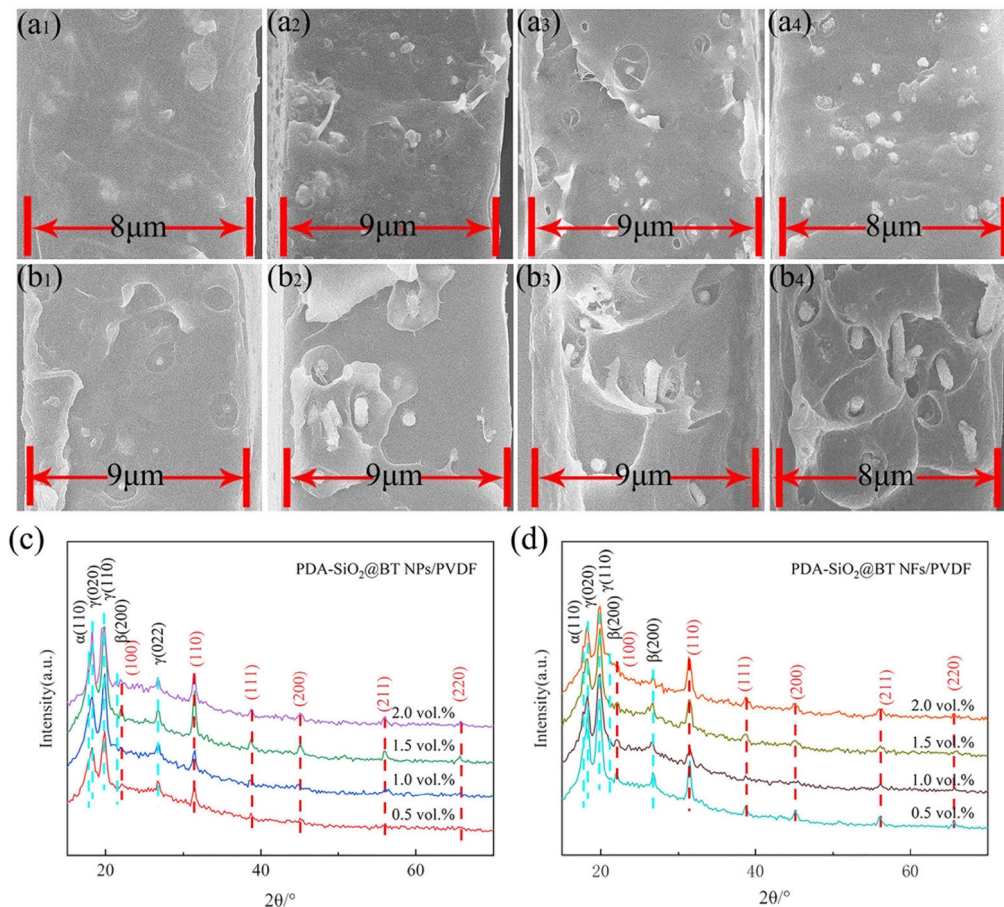 (a1)
(a2)
(a3)
(a4)
8μm
9μm
9μm
8μm
(b1)
(b2)
(b3)
(b4)
9μm
9μm
9μm
8μm
(c)
PDA-SiO₂@BT NPs/PVDF
α(110)
γ(020)
γ(110)
β(200)
(100)
γ(022)
(110)
(111)
(200)
(211)
(220)
2.0 vol.%
1.5 vol.%
1.0 vol.%
0.5 vol.%
Intensity(a.u.)
20
40
60
2θ/°
(d)
PDA-SiO₂@BT NFs/PVDF
α(110)
γ(020)
γ(110)
β(200)
(100)
β(200)
(110)
(111)
(200)
(211)
(220)
2.0 vol.%
1.5 vol.%
1.0 vol.%
0.5 vol.%
Intensity(a.u.)
20
40
60
2θ/°